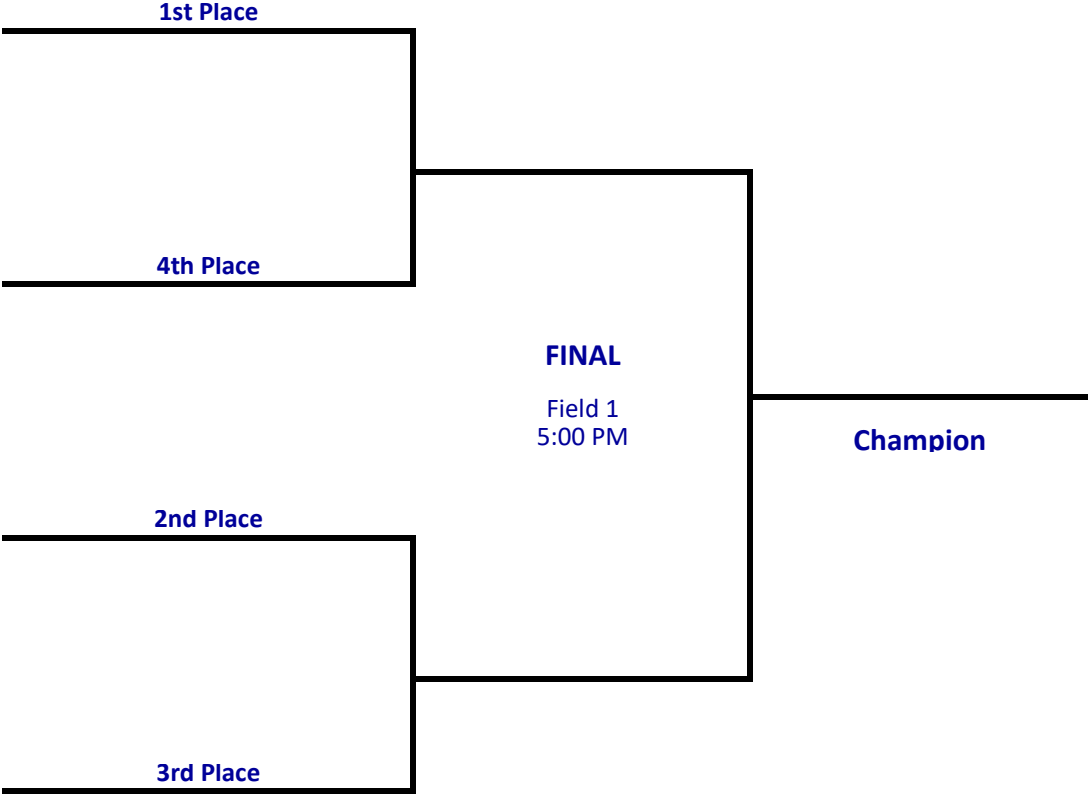 1st Place
4th Place
FINAL
Field 1
5:00 PM
Champion
2nd Place
3rd Place